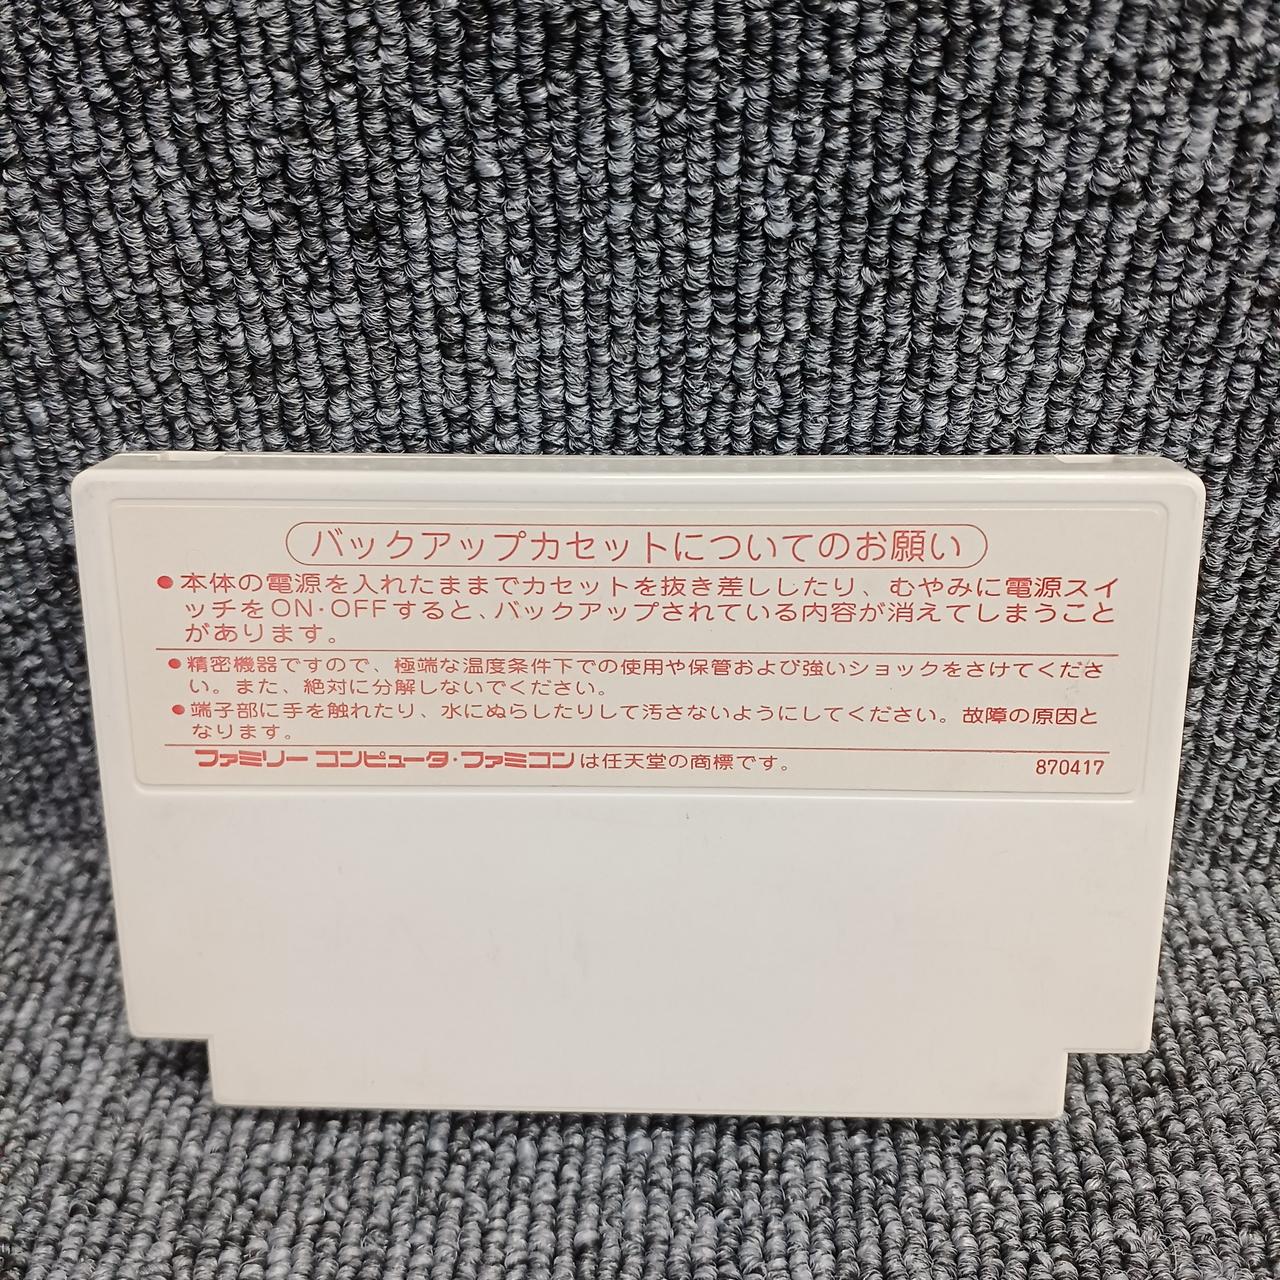 バックアップカセットについてのお願い
●本体の電源を入れたままでカセットを抜き差ししたり、むやみに電源スイ
ッチをON·OFFすると、バックアップされている内容が消えてしまうこと
があります。
●精密機器ですので、極端な温度条件下での使用や保管および強いショックをさけてくださ
い。また、絶対に分解しないでください。
●端子部に手を触れたり、水にぬらしたりして汚さないようにしてください。故障の原因と
なります。
ファミリーコンピュータ・ファミコンは任天堂の商標です。
870417